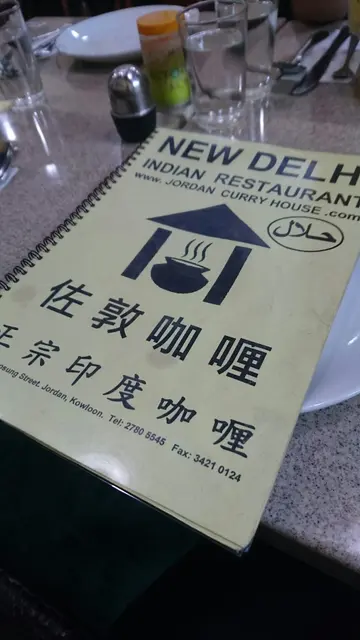 NEW DELH
INDIAN RESTAURANT
www. JORDAN CURRY HOUSE .com
حلال
佐敦咖喱
正宗印度咖喱
Street. Jordan, Kowloon. Tel: 2780 5545 Fax: 3421 0124